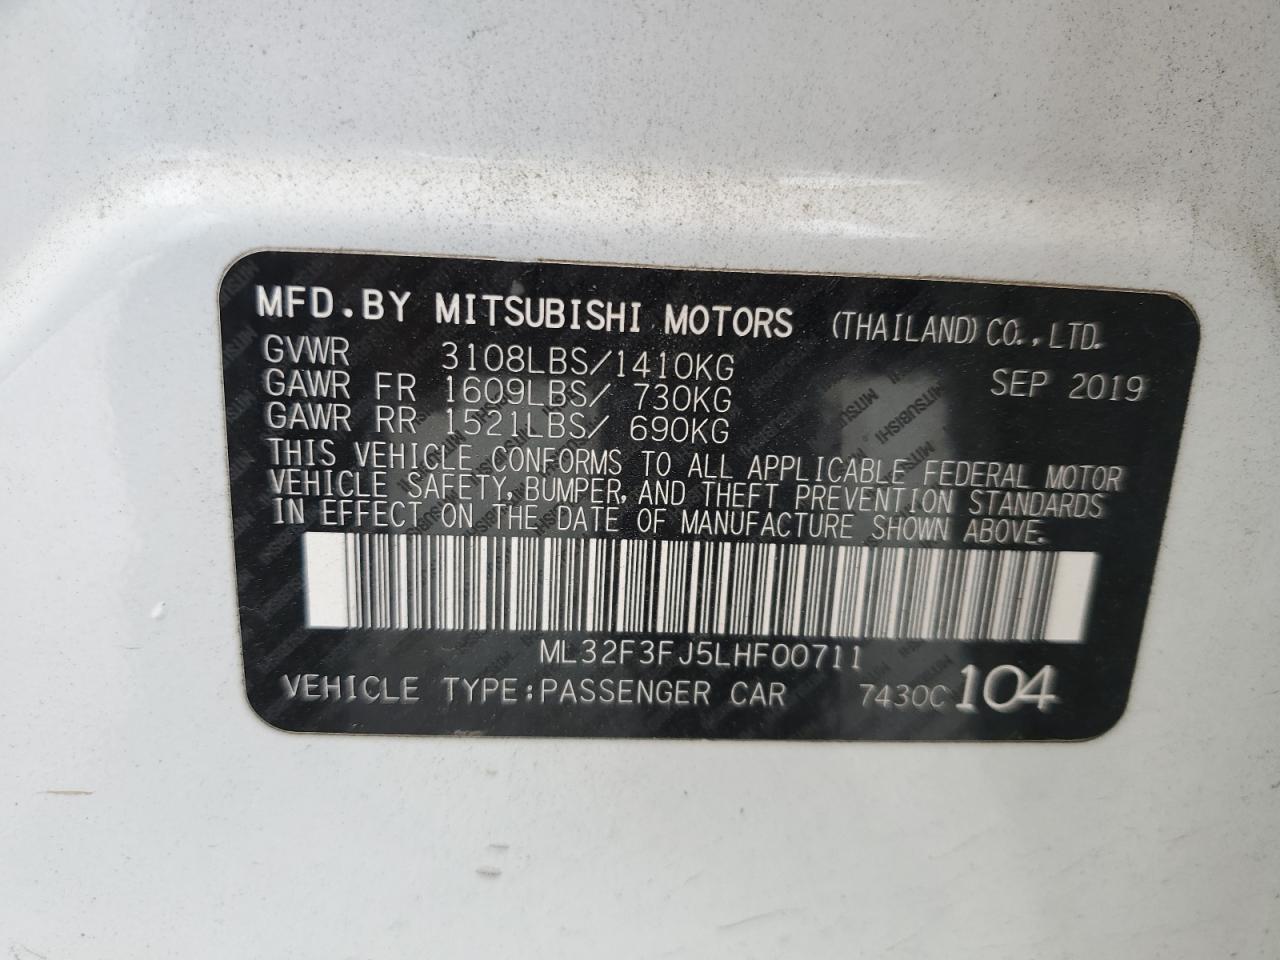 MFD.BY MITSUBISHI MOTORS (THAILAND) CO., LTD.
GVWR 3108LBS/1410KG SEP 2019
GAWR FR 1609LBS/ 730KG
GAWR RR 1521LBS/ 690KG
THIS VEHICLE CONFORMS TO ALL APPLICABLE FEDERAL MOTOR
VEHICLE SAFETY, BUMPER, AND THEFT PREVENTION STANDARDS
IN EFFECT ON THE DATE OF MANUFACTURE SHOWN ABOVE.
ML32F3FJ5LHF00711
VEHICLE TYPE:PASSENGER CAR 7430C 104